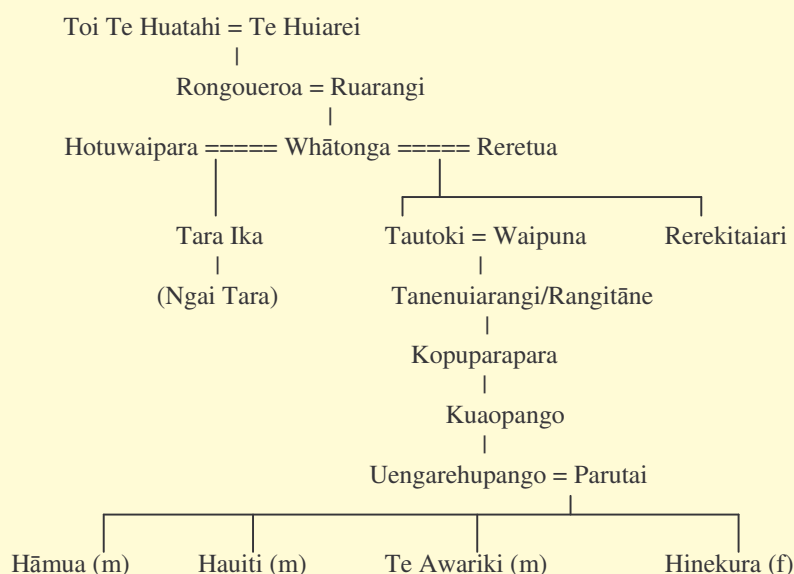 Toi Te Huatahi = Te Huiarei
Rongoueroa = Ruarangi
Hotuwaipara ===== Whātonga ===== Reretua
Tara Ika Tautoki = Waipuna Rerekitaiari
(Ngai Tara) Tanenuiarangi/Rangitāne
Kopuparapara
Kuaopango
Uengarehupango = Parutai
Hāmua (m) Hauiti (m) Te Awariki (m) Hinekura (f)